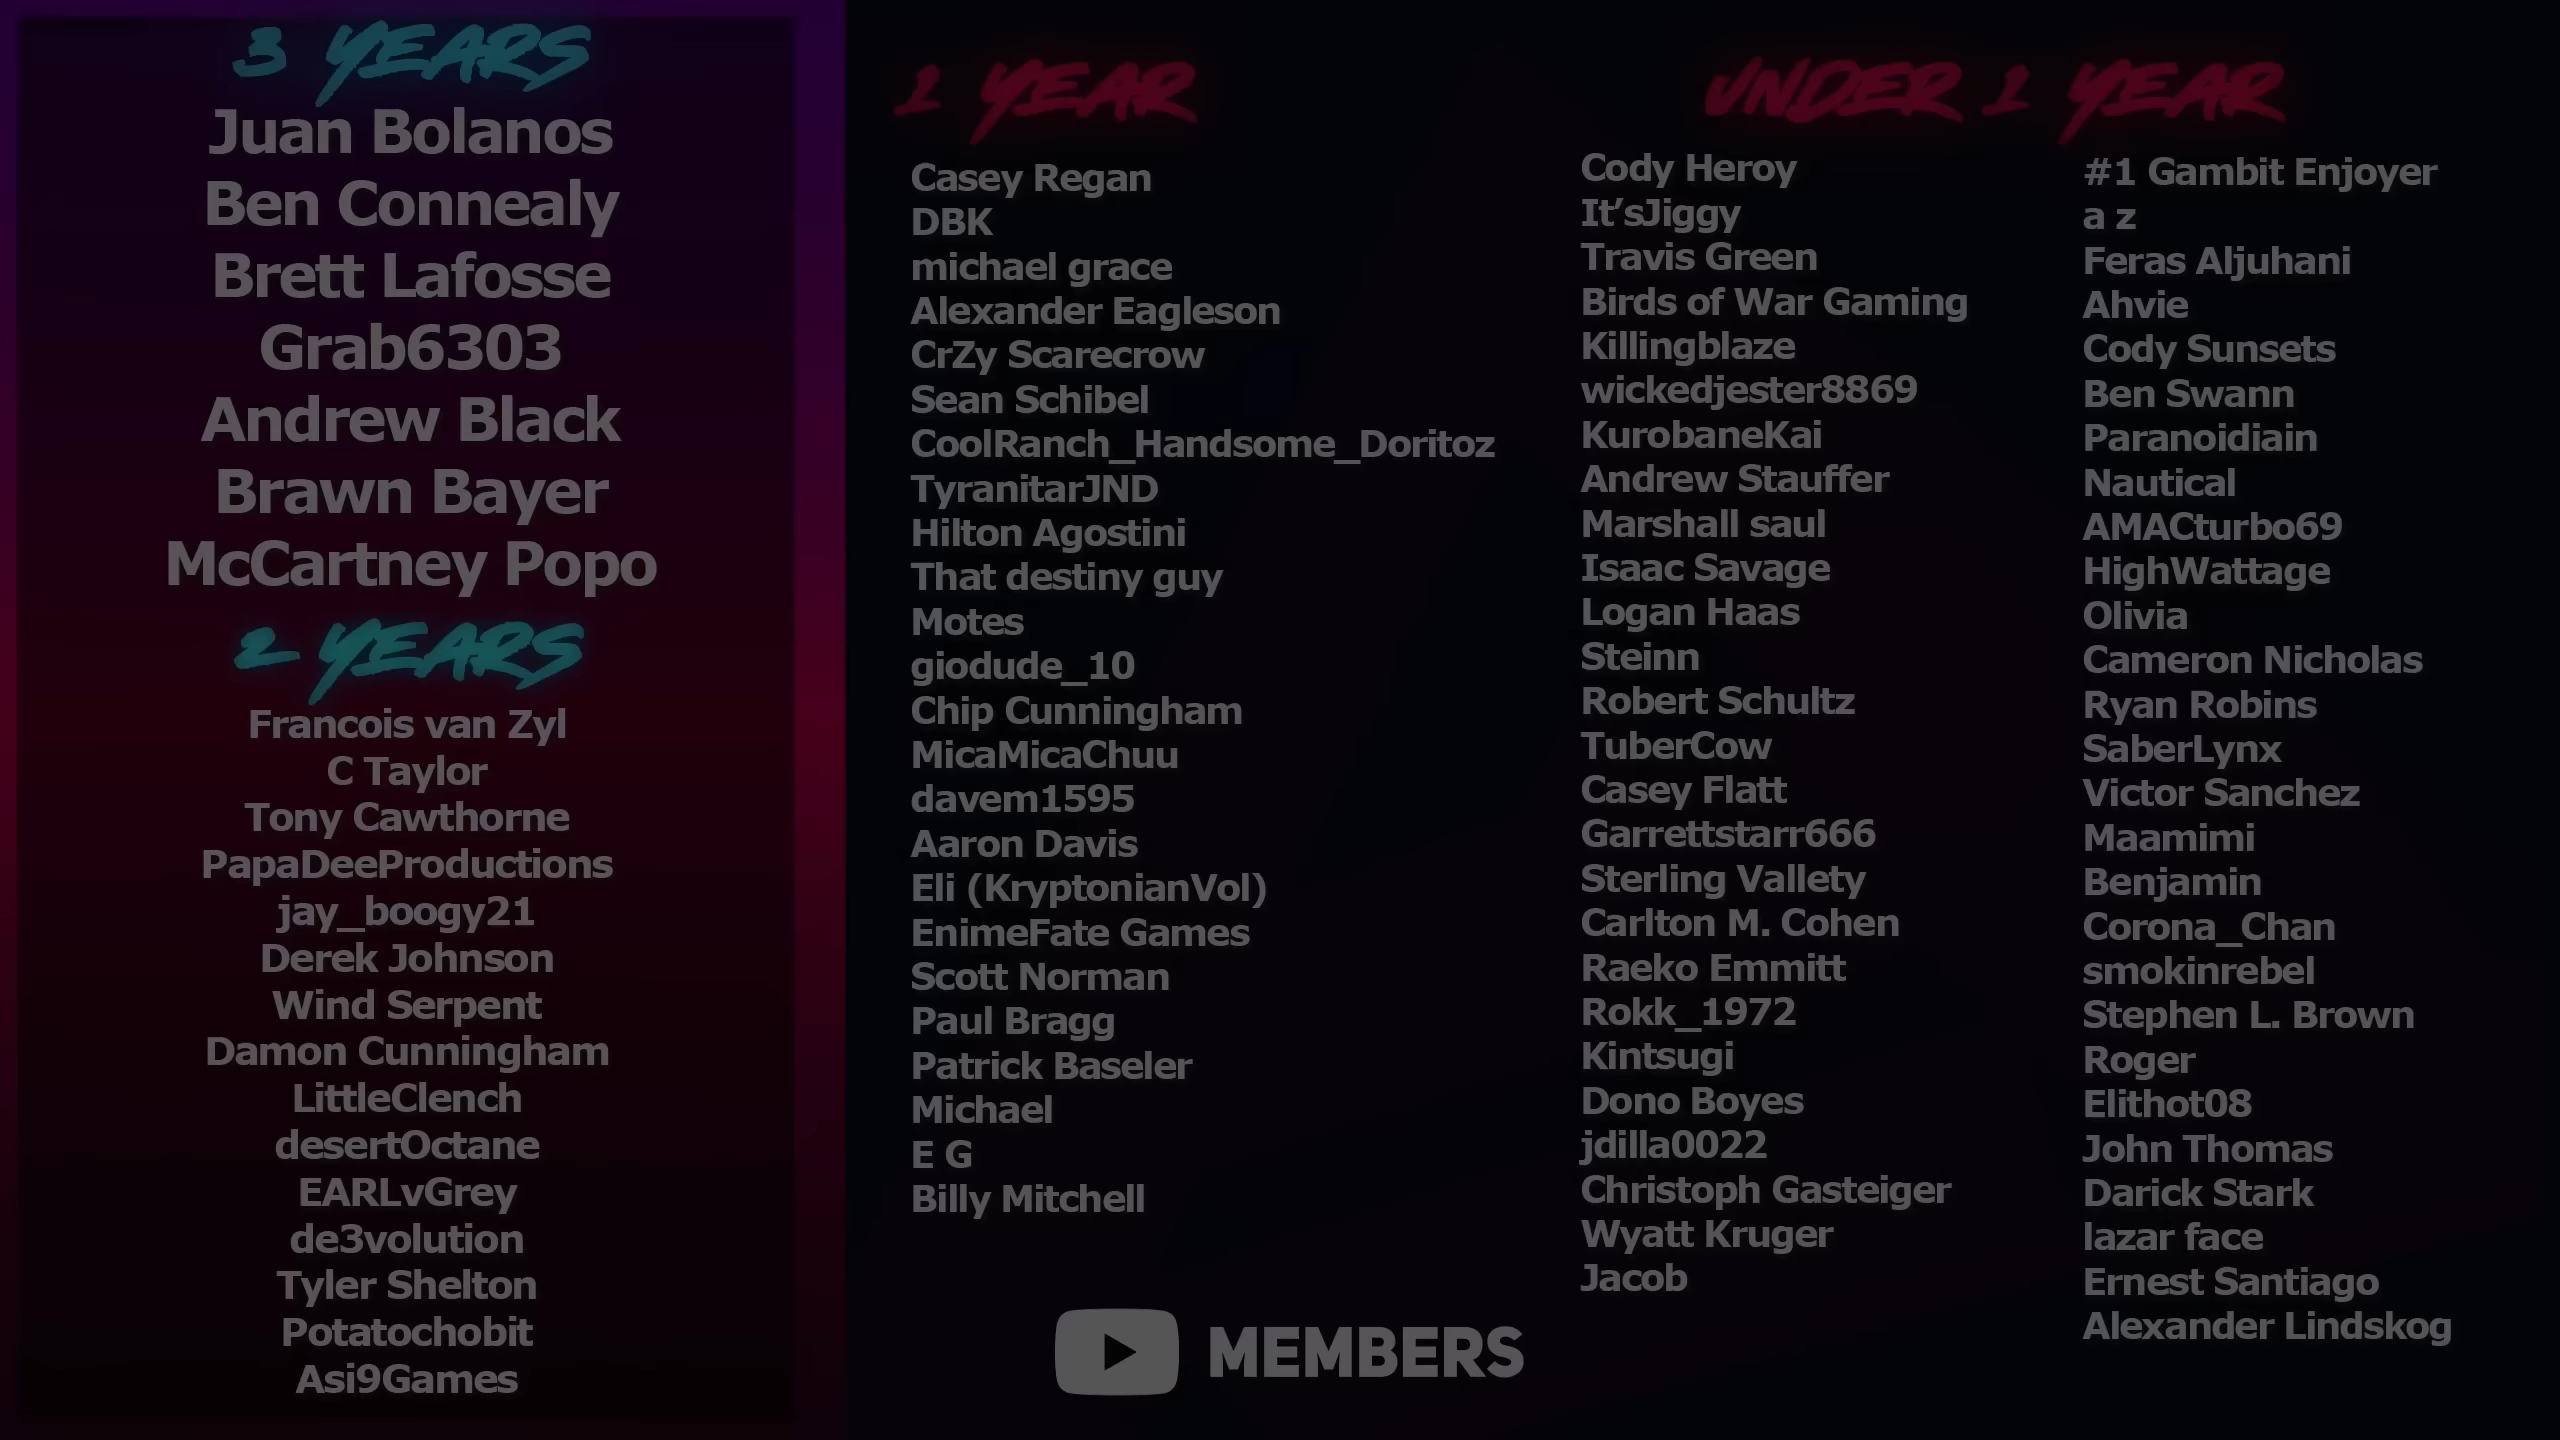 3 YEARS
Juan Bolanos
Ben Connealy
Brett Lafosse
Grab6303
Andrew Black
Brawn Bayer
McCartney Popo
2 YEARS
Francois van Zyl
C Taylor
Tony Cawthorne
PapaDeeProductions
jay_boogy21
Derek Johnson
Wind Serpent
Damon Cunningham
LittleClench
desertOctane
EARLvGrey
de3volution
Tyler Shelton
Potatochobit
Asi9Games
1 YEAR
Casey Regan
DBK
michael grace
Alexander Eagleson
CrZy Scarecrow
Sean Schibel
CoolRanch_Handsome_Doritoz
TyranitarJND
Hilton Agostini
That destiny guy
Motes
giodude_10
Chip Cunningham
MicaMicaChuu
davem1595
Aaron Davis
Eli (KryptonianVol)
EnimeFate Games
Scott Norman
Paul Bragg
Patrick Baseler
Michael
E G
Billy Mitchell
UNDER 1 YEAR
Cody Heroy
It’sJiggy
Travis Green
Birds of War Gaming
Killingblaze
wickedjester8869
KurobaneKai
Andrew Stauffer
Marshall saul
Isaac Savage
Logan Haas
Steinn
Robert Schultz
TuberCow
Casey Flatt
Garrettstarr666
Sterling Vallety
Carlton M. Cohen
Raeko Emmitt
Rokk_1972
Kintsugi
Dono Boyes
jdilla0022
Christoph Gasteiger
Wyatt Kruger
Jacob
#1 Gambit Enjoyer
a z
Feras Aljuhani
Ahvie
Cody Sunsets
Ben Swann
Paranoidiain
Nautical
AMACturbo69
HighWattage
Olivia
Cameron Nicholas
Ryan Robins
SaberLynx
Victor Sanchez
Maamimi
Benjamin
Corona_Chan
smokinrebel
Stephen L. Brown
Roger
Elithot08
John Thomas
Darick Stark
lazar face
Ernest Santiago
Alexander Lindskog
MEMBERS